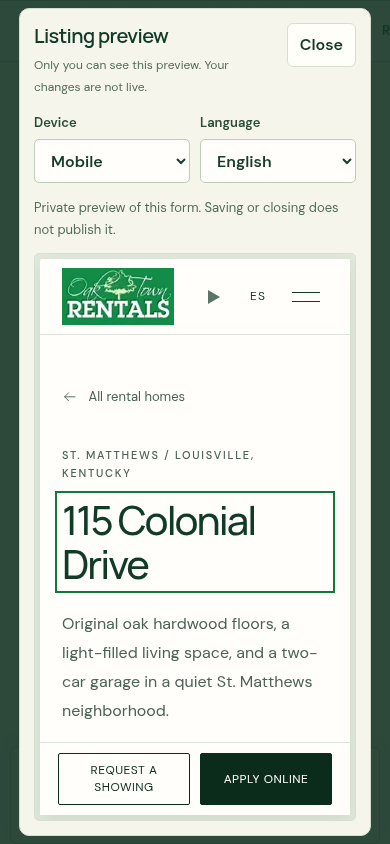 Listing preview
Close
Only you can see this preview. Your
changes are not live.
Device
Language
Mobile
English
Private preview of this form. Saving or closing does
not publish it.
Oak Town
RENTALS
ES
← All rental homes
ST. MATTHEWS / LOUISVILLE,
KENTUCKY
115 Colonial
Drive
Original oak hardwood floors, a
light-filled living space, and a two-
car garage in a quiet St. Matthews
neighborhood.
REQUEST A
SHOWING
APPLY ONLINE